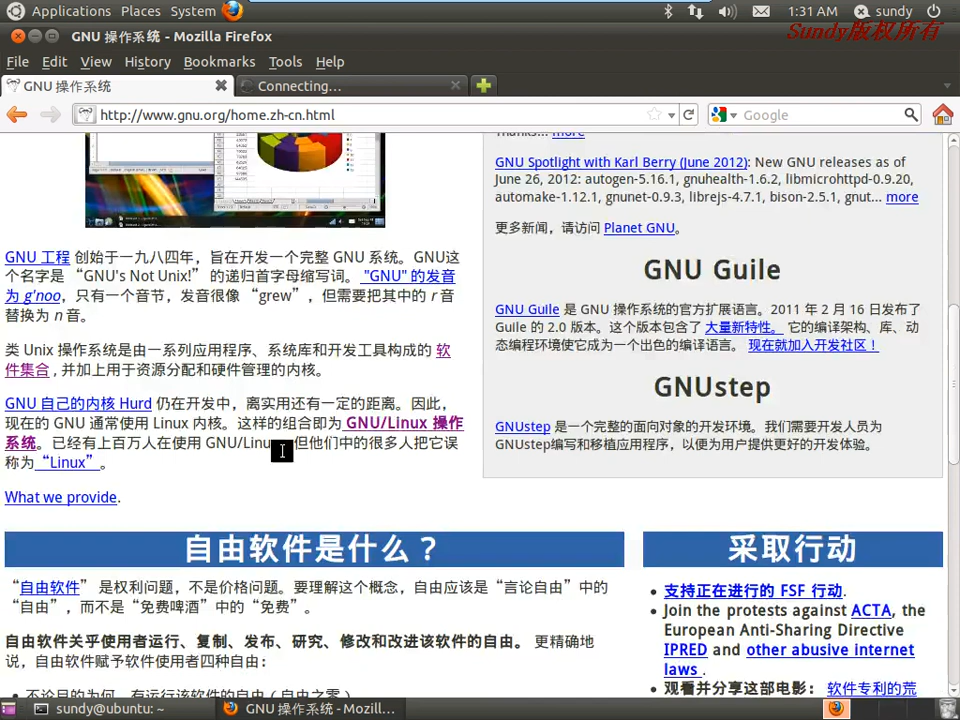 Applications Places System 1:31 AM sundy
Sundy版权所有
GNU 操作系统 - Mozilla Firefox
File Edit View History Bookmarks Tools Help
GNU 操作系统 Connecting...
http://www.gnu.org/home.zh-cn.html Google
GNU 工程 创始于一九八四年，旨在开发一个完整 GNU 系统。GNU这
个名字是 “GNU's Not Unix!” 的递归首字母缩写词。 "GNU" 的发音
为 g'noo，只有一个音节，发音很像 “grew”，但需要把其中的 r 音
替换为 n 音。
类 Unix 操作系统是由一系列应用程序、系统库和开发工具构成的 软
件集合，并加上用于资源分配和硬件管理的内核。
GNU 自己的内核 Hurd 仍在开发中，离实用还有一定的距离。因此，
现在的 GNU 通常使用 Linux 内核。这样的组合即为 GNU/Linux 操作
系统。已经有上百万人在使用 GNU/Linu 但他们中的很多人把它误
称为 “Linux” 。
What we provide.
more
GNU Spotlight with Karl Berry (June 2012): New GNU releases as of
June 26, 2012: autogen-5.16.1, gnuhealth-1.6.2, libmicrohttpd-0.9.20,
automake-1.12.1, gnunet-0.9.3, librejs-4.7.1, bison-2.5.1, gnut... more
更多新闻，请访问 Planet GNU。
GNU Guile
GNU Guile 是 GNU 操作系统的官方扩展语言。2011 年 2 月 16 日发布了
Guile 的 2.0 版本。这个版本包含了 大量新特性。 它的编译架构、库、动
态编程环境使它成为一个出色的编译语言。 现在就加入开发社区！
GNUstep
GNUstep 是一个完整的面向对象的开发环境。我们需要开发人员为
GNUstep编写和移植应用程序，以便为用户提供更好的开发体验。
自由软件是什么？
“自由软件” 是权利问题，不是价格问题。要理解这个概念，自由应该是 “言论自由” 中的
“自由”，而不是 “免费啤酒” 中的 “免费”。
自由软件关乎使用者运行、复制、发布、研究、修改和改进该软件的自由。 更精确地
说，自由软件赋予软件使用者四种自由：
不论目的为何，有运行该软件的自由（自由之零）
采取行动
支持正在进行的 FSF 行动.
Join the protests against ACTA, the
European Anti-Sharing Directive
IPRED and other abusive internet
laws .
观看并分享这部电影： 软件专利的荒
sundy@ubuntu: ~ GNU 操作系统 - Mozill...